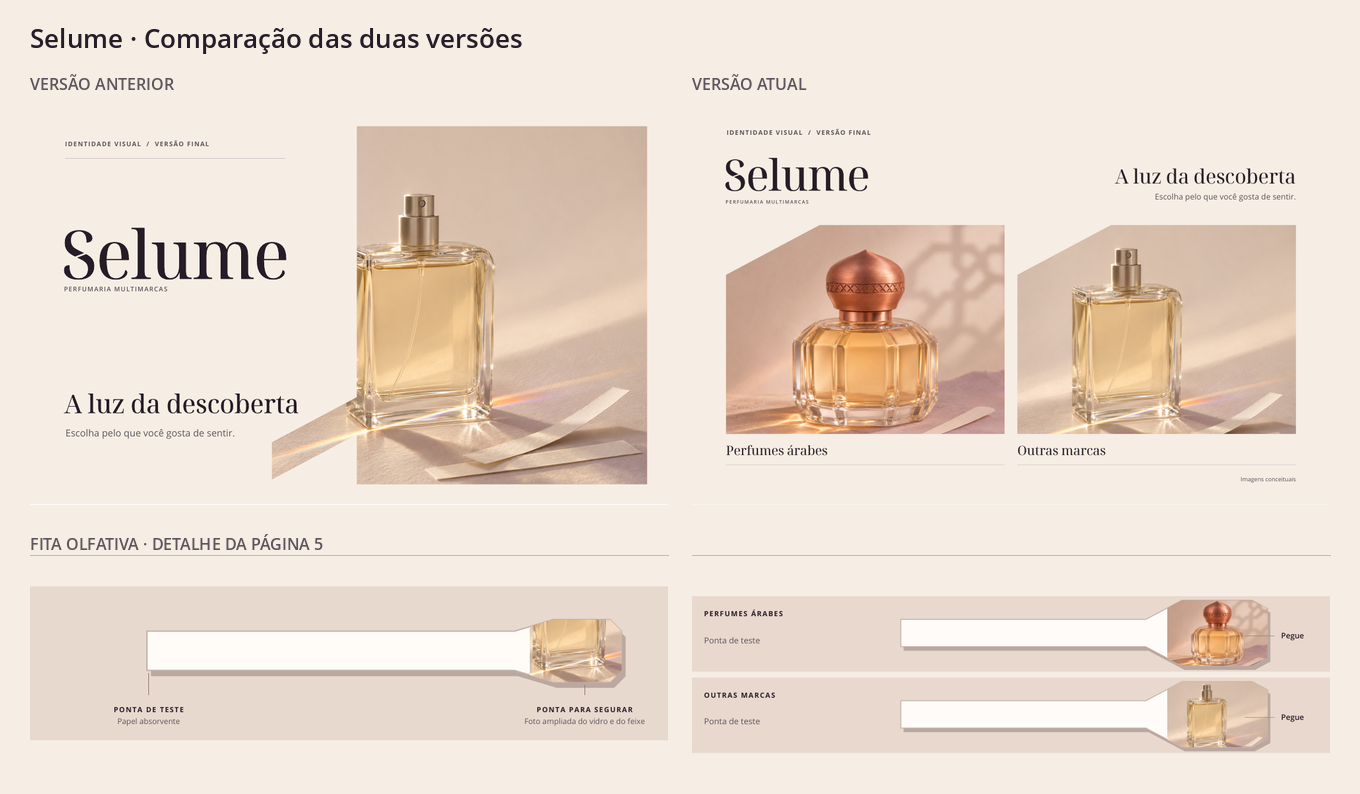 Selume · Comparação das duas versões
VERSÃO ANTERIOR
IDENTIDADE VISUAL / VERSÃO FINAL
Selume
PERFUMARIA MULTIMARCAS
A luz da descoberta
Escolha pelo que você gosta de sentir.
VERSÃO ATUAL
IDENTIDADE VISUAL / VERSÃO FINAL
Selume
PERFUMARIA MULTIMARCAS
A luz da descoberta
Escolha pelo que você gosta de sentir.
Perfumes árabes
Outras marcas
Imagens conceituais
FITA OLFATIVA · DETALHE DA PÁGINA 5
PONTA DE TESTE
Papel absorvente
PONTA PARA SEGURAR
Foto ampliada do vidro e do feixe
PERFUMES ÁRABES
Ponta de teste
Pegue
OUTRAS MARCAS
Ponta de teste
Pegue